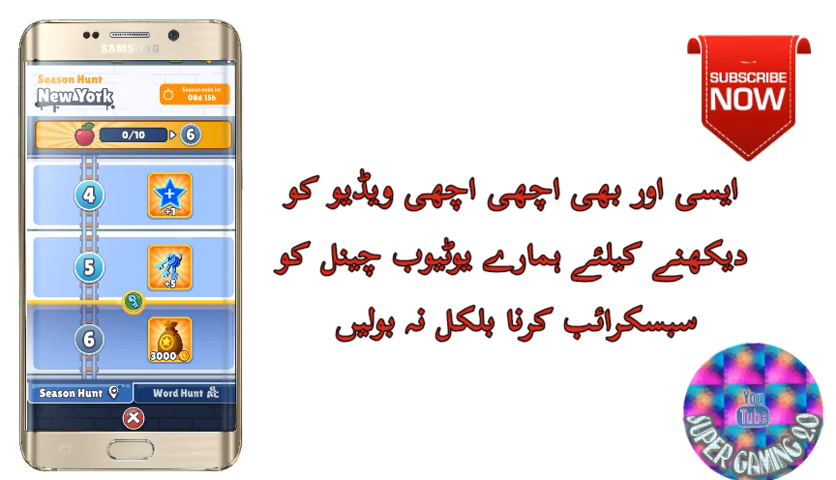 SAMSUNG
Season Hunt
New York
Season ends in:
08d 15h
0/10
6
4
+1
5
+5
6
3000
Season Hunt
Word Hunt
SUBSCRIBE
NOW
ایسی اور بھی اچھی اچھی ویڈیو کو
دیکھنے کیلئے ہمارے یوٹیوب چینل کو
سبسکرائب کرنا بلکل نہ بولیں
You
Tube
SUPER GAMING 2.0